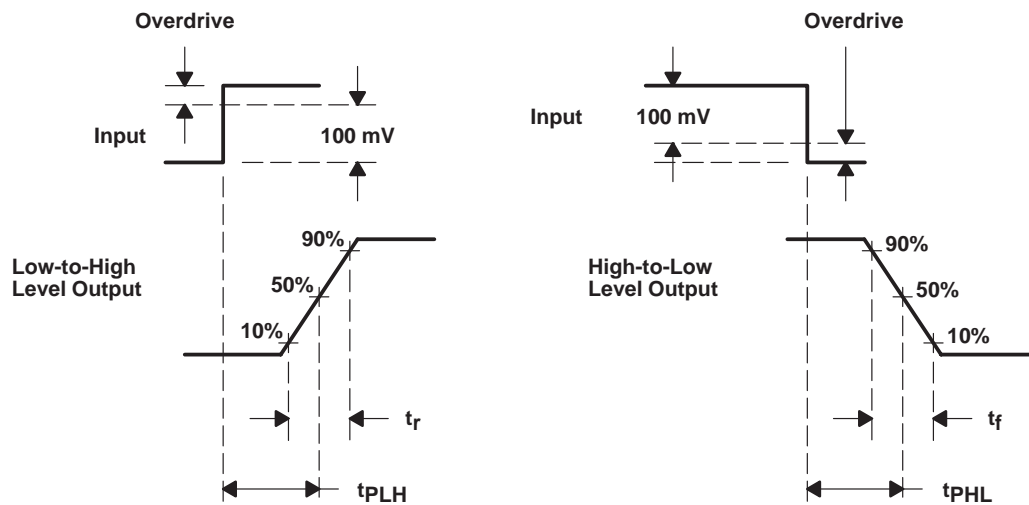 Overdrive
Input
100 mV
90%
Low-to-High
Level Output
50%
10%
tr
tPLH
Overdrive
Input
100 mV
90%
High-to-Low
Level Output
50%
10%
tf
tPHL